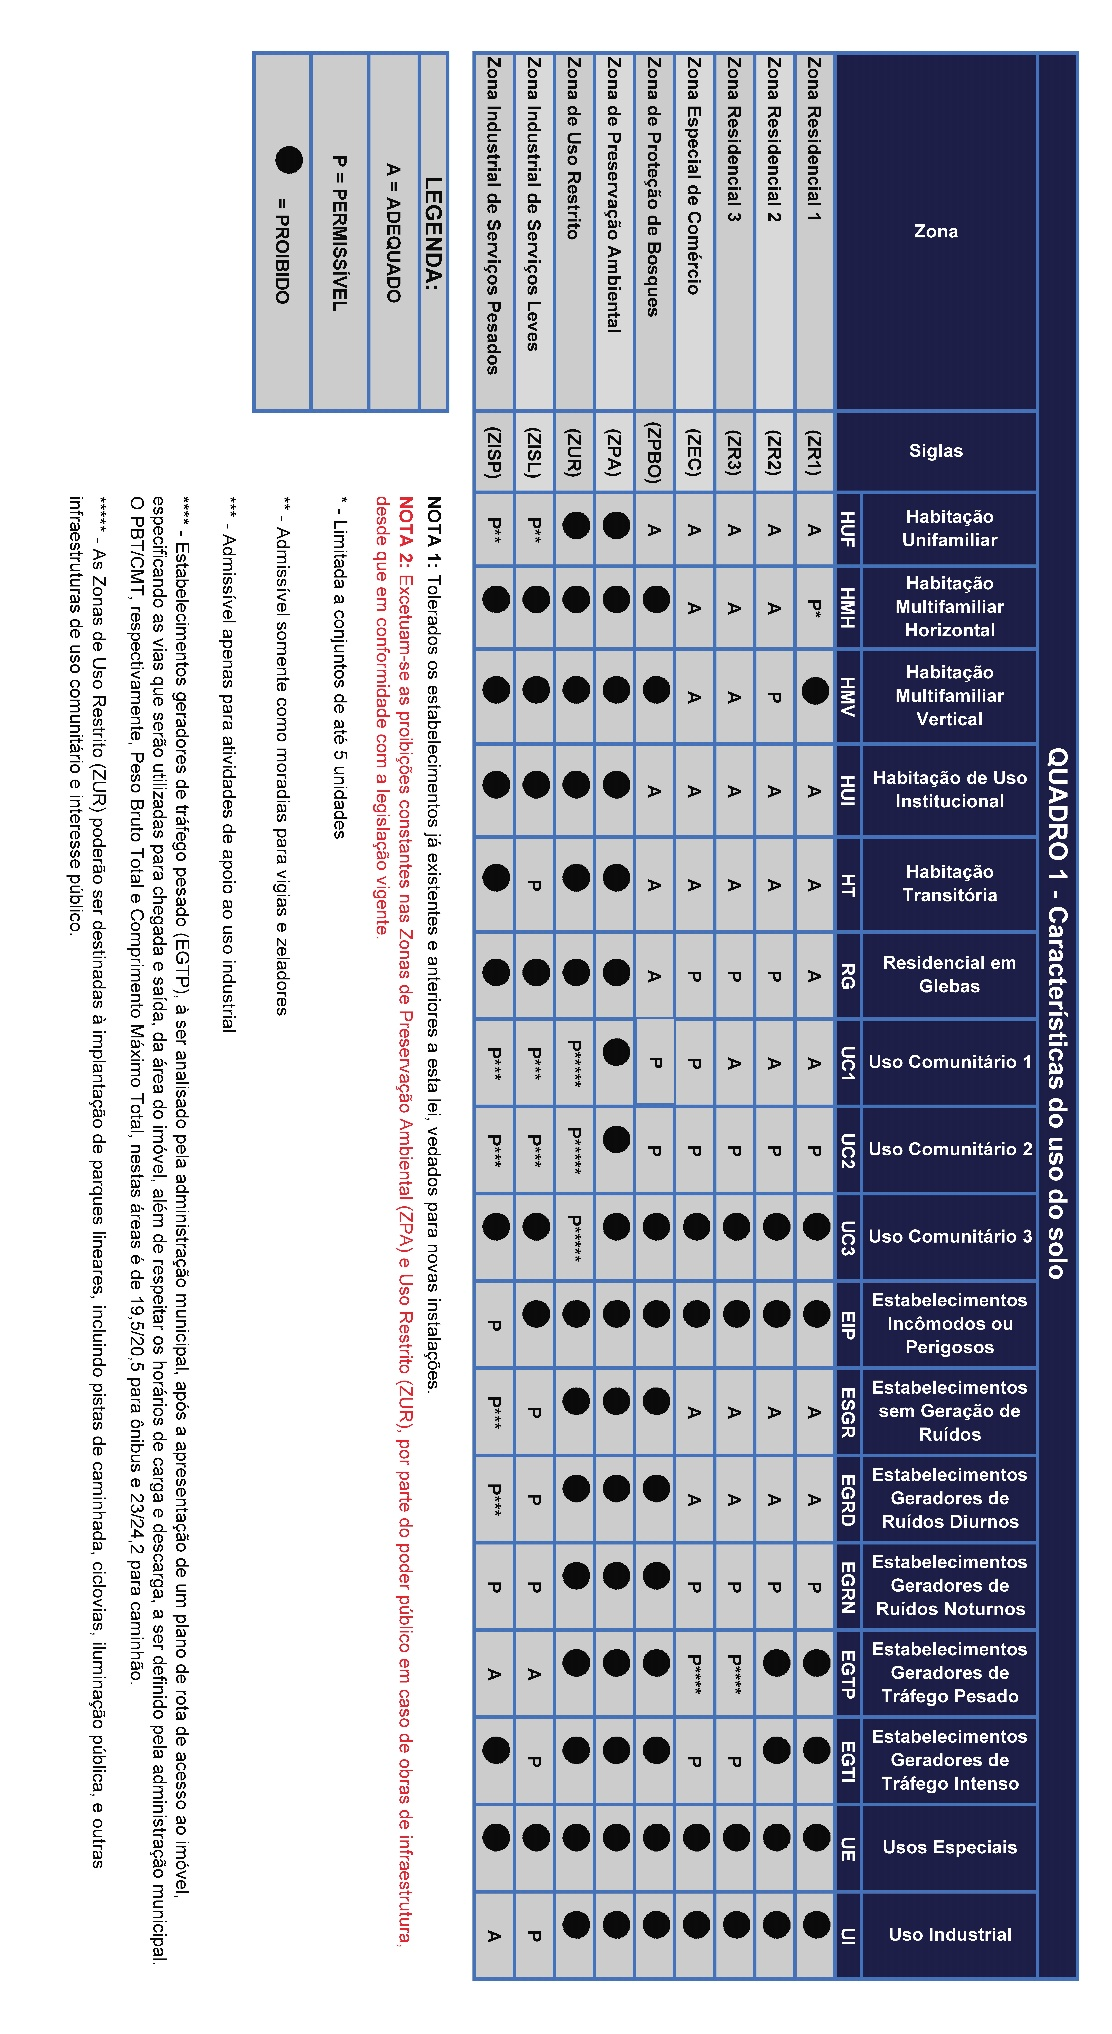 QUADRO 1 - Características do uso do solo
Zona Siglas Habitação Unifamiliar Habitação Multifamiliar Horizontal Habitação Multifamiliar Vertical Habitação de Uso Institucional Habitação Transitória Residencial em Glebas Uso Comunitário 1 Uso Comunitário 2 Uso Comunitário 3 Estabelecimentos Incômodos ou Perigosos Estabelecimentos sem Geração de Ruídos Estabelecimentos Geradores de Ruídos Diurnos Estabelecimentos Geradores de Ruídos Noturnos Estabelecimentos Geradores de Tráfego Pesado Estabelecimentos Geradores de Tráfego Intenso Usos Especiais Uso Industrial
HUF HMH HMV HUI HT RG UC1 UC2 UC3 EIP ESGR EGRD EGRN EGTP EGTI UE UI
Zona Residencial 1 (ZR1) A P* ● A A A A P ● ● A A P ● ● ● ●
Zona Residencial 2 (ZR2) A A P A A P A P ● ● A A P ● ● ● ●
Zona Residencial 3 (ZR3) A A A A A P A P ● ● A A P P**** P ● ●
Zona Especial de Comércio (ZEC) A A A A A P P P ● ● A A P P**** P ● ●
Zona de Proteção de Bosques (ZPBO) A ● ● A A A P P ● ● ● ● ● ● ● ● ●
Zona de Preservação Ambiental (ZPA) ● ● ● ● ● ● ● ● ● ● ● ● ● ● ● ● ●
Zona de Uso Restrito (ZUR) ● ● ● ● ● ● P***** P***** P***** ● ● ● ● ● ● ● ●
Zona Industrial de Serviços Leves (ZISL) P** ● ● ● P ● P*** P*** ● ● P P P A P ● P
Zona Industrial de Serviços Pesados (ZISP) P** ● ● ● ● ● P*** P*** ● P P*** P*** P A ● ● A
LEGENDA:
A = ADEQUADO
P = PERMISSÍVEL
● = PROIBIDO
NOTA 1: Tolerados os estabelecimentos já existentes e anteriores a esta lei, vedados para novas instalações.
NOTA 2: Excetuam-se as proibições constantes nas Zonas de Preservação Ambiental (ZPA) e Uso Restrito (ZUR), por parte do poder público em caso de obras de infraestrutura,
desde que em conformidade com a legislação vigente.
* - Limitada a conjuntos de até 5 unidades
** - Admissível somente como moradias para vigias e zeladores
*** - Admissível apenas para atividades de apoio ao uso industrial
**** - Estabelecimentos geradores de tráfego pesado (EGTP), à ser analisado pela administração municipal, após a apresentação de um plano de rota de acesso ao imóvel,
especificando as vias que serão utilizadas para chegada e saída, da área do imóvel, além de respeitar os horários de carga e descarga, a ser definido pela administração municipal.
O PBT/CMT, respectivamente, Peso Bruto Total e Comprimento Máximo Total, nestas áreas é de 19,5/20,5 para ônibus e 23/24,2 para caminhão.
***** - As Zonas de Uso Restrito (ZUR) poderão ser destinadas à implantação de parques lineares, incluindo pistas de caminhada, ciclovias, iluminação pública, e outras
infraestruturas de uso comunitário e interesse público.